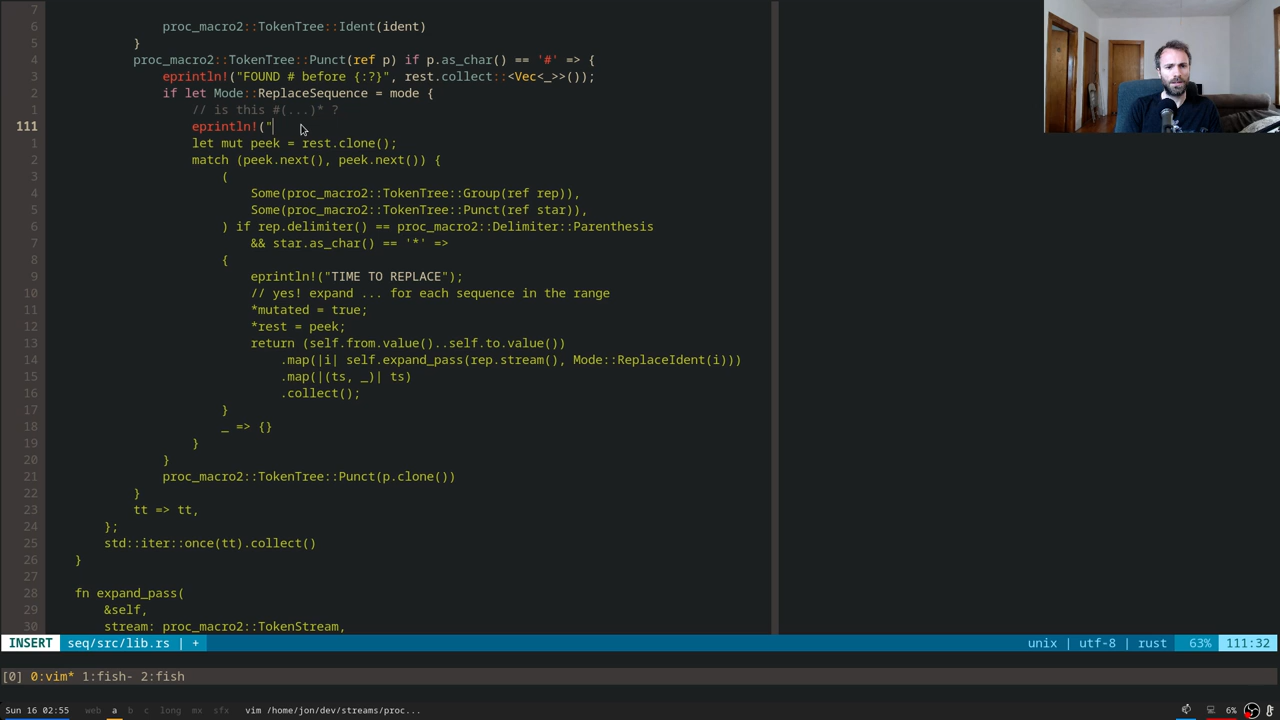 7
6 proc_macro2::TokenTree::Ident(ident)
5 }
4 proc_macro2::TokenTree::Punct(ref p) if p.as_char() == '#' => {
3 eprintln!("FOUND # before {:?}", rest.collect::<Vec<_>>());
2 if let Mode::ReplaceSequence = mode {
1 // is this #(...)* ?
111 eprintln!("
1 let mut peek = rest.clone();
2 match (peek.next(), peek.next()) {
3 (
4 Some(proc_macro2::TokenTree::Group(ref rep)),
5 Some(proc_macro2::TokenTree::Punct(ref star)),
6 ) if rep.delimiter() == proc_macro2::Delimiter::Parenthesis
7 && star.as_char() == '*' =>
8 {
9 eprintln!("TIME TO REPLACE");
10 // yes! expand ... for each sequence in the range
11 *mutated = true;
12 *rest = peek;
13 return (self.from.value()..self.to.value())
14 .map(|i| self.expand_pass(rep.stream(), Mode::ReplaceIdent(i)))
15 .map(|(ts, _)| ts)
16 .collect();
17 }
18 _ => {}
19 }
20 }
21 proc_macro2::TokenTree::Punct(p.clone())
22 }
23 tt => tt,
24 };
25 std::iter::once(tt).collect()
26 }
27
28 fn expand_pass(
29 &self,
30 stream: proc_macro2::TokenStream,
INSERT seq/src/lib.rs | + unix | utf-8 | rust 63% 111:32
[0] 0:vim* 1:fish- 2:fish
Sun 16 02:55 web a b c long mx sfx vim /home/jon/dev/streams/proc... 6%